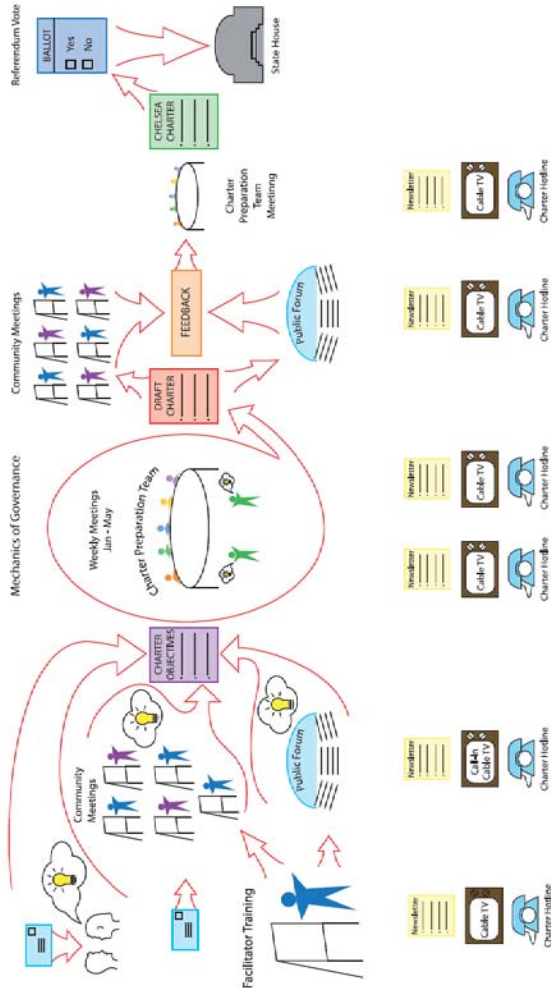 Mechanics of Governance
Community Meetings
Referendum Vote
Weekly Meetings
Jan - May
Charter Preparation Team
BALLOT
Yes
No
Community
Meetings
CHARTER
OBJECTIVES
DRAFT
CHARTER
FEEDBACK
Charter
Preparation
Team
Meetinng
CHELSEA
CHARTER
State House
Facilitator Training
Public Forum
Public Forum
Newsletter
Newsletter
Newsletter
Newsletter
Newsletter
Newsletter
Cable TV
Call-In
Cable TV
Cable TV
Cable TV
Cable TV
Cable TV
Charter Hotline
Charter Hotline
Charter Hotline
Charter Hotline
Charter Hotline
Charter Hotline